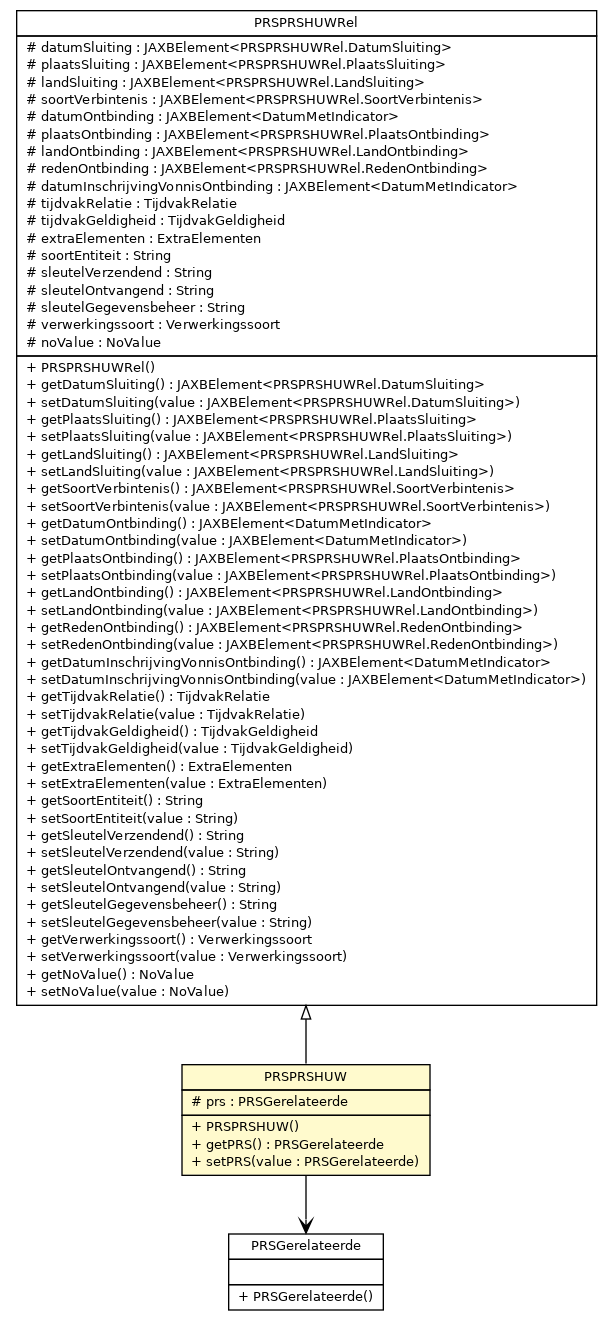 PRSPRSHUWRel
# datumSluiting : JAXBElement<PRSPRSHUWRel.DatumSluiting>
# plaatsSluiting : JAXBElement<PRSPRSHUWRel.PlaatsSluiting>
# landSluiting : JAXBElement<PRSPRSHUWRel.LandSluiting>
# soortVerbintenis : JAXBElement<PRSPRSHUWRel.SoortVerbintenis>
# datumOntbinding : JAXBElement<DatumMetIndicator>
# plaatsOntbinding : JAXBElement<PRSPRSHUWRel.PlaatsOntbinding>
# landOntbinding : JAXBElement<PRSPRSHUWRel.LandOntbinding>
# redenOntbinding : JAXBElement<PRSPRSHUWRel.RedenOntbinding>
# datumInschrijvingVonnisOntbinding : JAXBElement<DatumMetIndicator>
# tijdvakRelatie : TijdvakRelatie
# tijdvakGeldigheid : TijdvakGeldigheid
# extraElementen : ExtraElementen
# soortEntiteit : String
# sleutelVerzendend : String
# sleutelOntvangend : String
# sleutelGegevensbeheer : String
# verwerkingssoort : Verwerkingssoort
# noValue : NoValue
+ PRSPRSHUWRel()
+ getDatumSluiting() : JAXBElement<PRSPRSHUWRel.DatumSluiting>
+ setDatumSluiting(value : JAXBElement<PRSPRSHUWRel.DatumSluiting>)
+ getPlaatsSluiting() : JAXBElement<PRSPRSHUWRel.PlaatsSluiting>
+ setPlaatsSluiting(value : JAXBElement<PRSPRSHUWRel.PlaatsSluiting>)
+ getLandSluiting() : JAXBElement<PRSPRSHUWRel.LandSluiting>
+ setLandSluiting(value : JAXBElement<PRSPRSHUWRel.LandSluiting>)
+ getSoortVerbintenis() : JAXBElement<PRSPRSHUWRel.SoortVerbintenis>
+ setSoortVerbintenis(value : JAXBElement<PRSPRSHUWRel.SoortVerbintenis>)
+ getDatumOntbinding() : JAXBElement<DatumMetIndicator>
+ setDatumOntbinding(value : JAXBElement<DatumMetIndicator>)
+ getPlaatsOntbinding() : JAXBElement<PRSPRSHUWRel.PlaatsOntbinding>
+ setPlaatsOntbinding(value : JAXBElement<PRSPRSHUWRel.PlaatsOntbinding>)
+ getLandOntbinding() : JAXBElement<PRSPRSHUWRel.LandOntbinding>
+ setLandOntbinding(value : JAXBElement<PRSPRSHUWRel.LandOntbinding>)
+ getRedenOntbinding() : JAXBElement<PRSPRSHUWRel.RedenOntbinding>
+ setRedenOntbinding(value : JAXBElement<PRSPRSHUWRel.RedenOntbinding>)
+ getDatumInschrijvingVonnisOntbinding() : JAXBElement<DatumMetIndicator>
+ setDatumInschrijvingVonnisOntbinding(value : JAXBElement<DatumMetIndicator>)
+ getTijdvakRelatie() : TijdvakRelatie
+ setTijdvakRelatie(value : TijdvakRelatie)
+ getTijdvakGeldigheid() : TijdvakGeldigheid
+ setTijdvakGeldigheid(value : TijdvakGeldigheid)
+ getExtraElementen() : ExtraElementen
+ setExtraElementen(value : ExtraElementen)
+ getSoortEntiteit() : String
+ setSoortEntiteit(value : String)
+ getSleutelVerzendend() : String
+ setSleutelVerzendend(value : String)
+ getSleutelOntvangend() : String
+ setSleutelOntvangend(value : String)
+ getSleutelGegevensbeheer() : String
+ setSleutelGegevensbeheer(value : String)
+ getVerwerkingssoort() : Verwerkingssoort
+ setVerwerkingssoort(value : Verwerkingssoort)
+ getNoValue() : NoValue
+ setNoValue(value : NoValue)
PRSPRSHUW
# prs : PRSGerelateerde
+ PRSPRSHUW()
+ getPRS() : PRSGerelateerde
+ setPRS(value : PRSGerelateerde)
PRSGerelateerde
+ PRSGerelateerde()